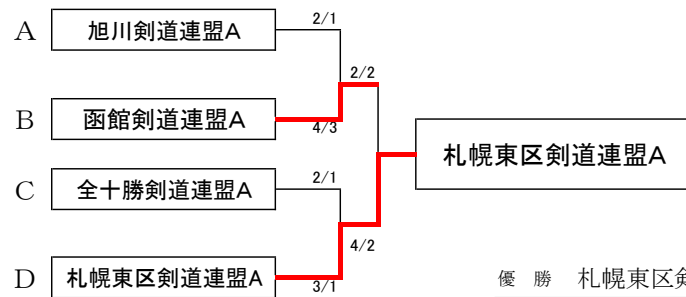 A 旭川剣道連盟A 2/1
2/2
B 函館剣道連盟A 4/3
札幌東区剣道連盟A
C 全十勝剣道連盟A 2/1
4/2
D 札幌東区剣道連盟A 3/1
優 勝 札幌東区剣